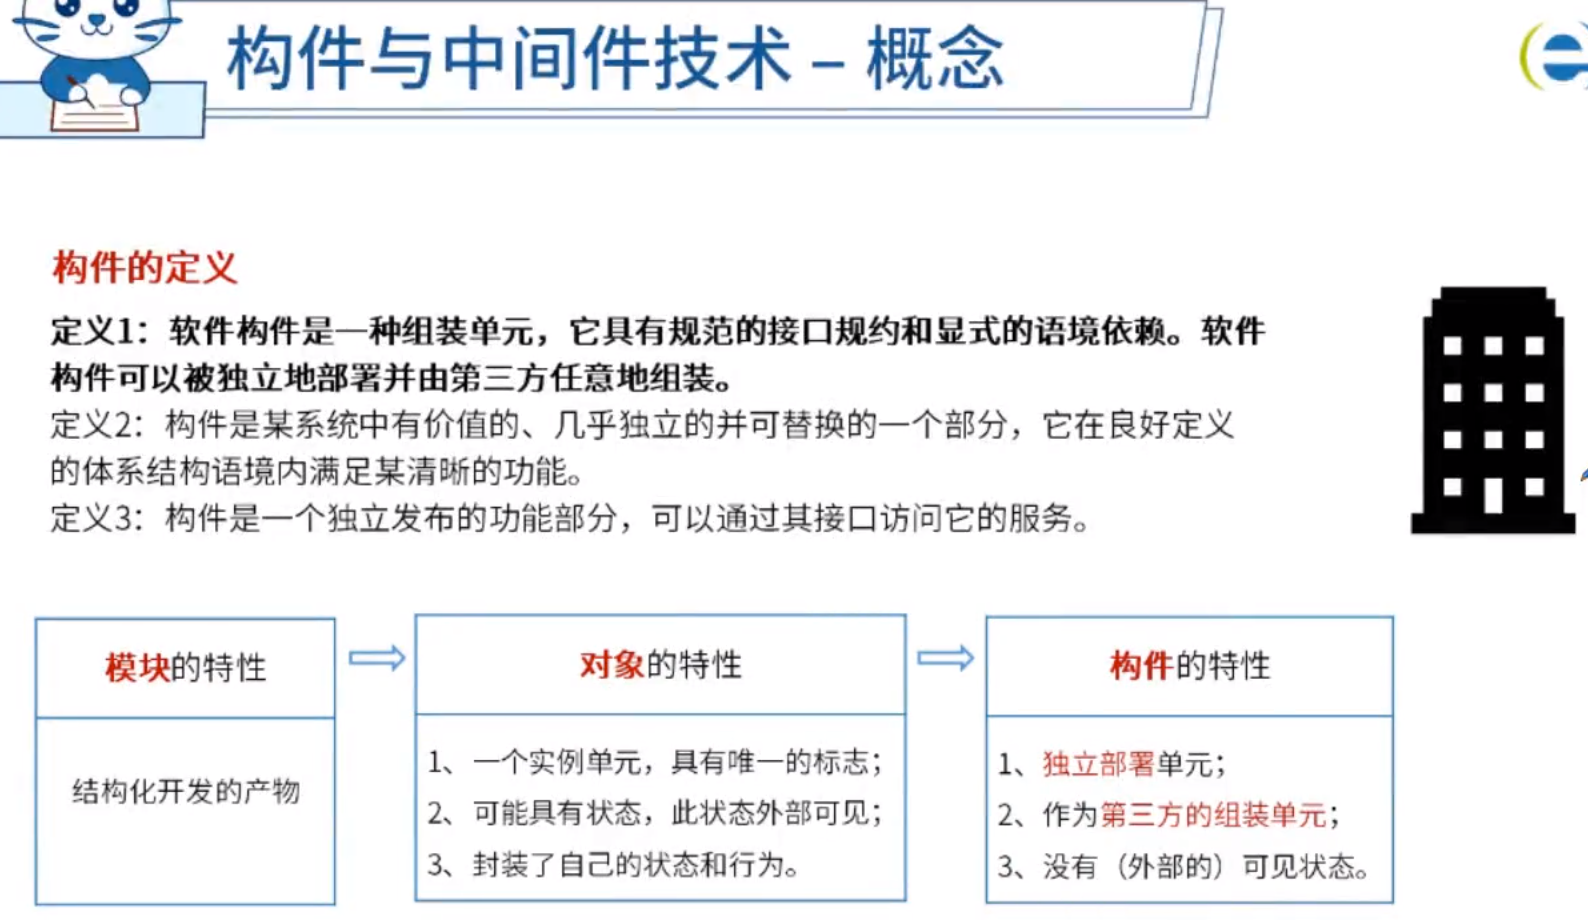 构件与中间件技术 – 概念
构件的定义
定义1：软件构件是一种组装单元，它具有规范的接口规约和显式的语境依赖。软件
构件可以被独立地部署并由第三方任意地组装。
定义2：构件是某系统中有价值的、几乎独立的并可替换的一个部分，它在良好定义
的体系结构语境内满足某清晰的功能。
定义3：构件是一个独立发布的功能部分，可以通过其接口访问它的服务。
模块的特性
结构化开发的产物
对象的特性
1、一个实例单元，具有唯一的标志；
2、可能具有状态，此状态外部可见；
3、封装了自己的状态和行为。
构件的特性
1、独立部署单元；
2、作为第三方的组装单元；
3、没有（外部的）可见状态。